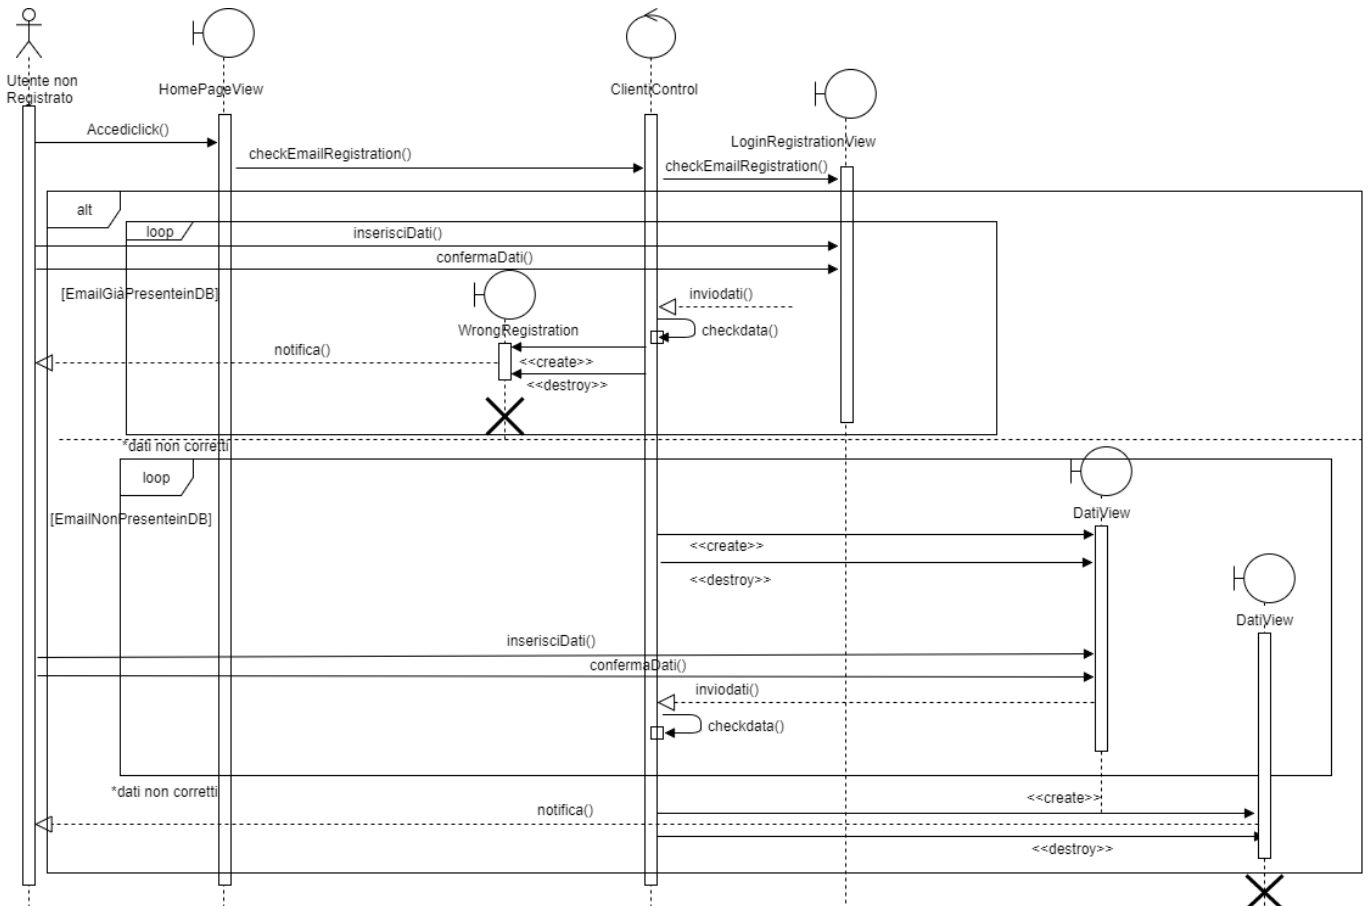 Utente non
Registrato
HomePageView
ClientiControl
LoginRegistrationView
Accediclick()
checkEmailRegistration()
checkEmailRegistration()
alt
loop
inserisciDati()
confermaDati()
[EmailGiàPresenteinDB]
inviodati()
WrongRegistration
checkdata()
notifica()
<<create>>
<<destroy>>
*dati non corretti
loop
[EmailNonPresenteinDB]
DatiView
<<create>>
<<destroy>>
DatiView
inserisciDati()
confermaDati()
inviodati()
checkdata()
*dati non corretti
<<create>>
notifica()
<<destroy>>